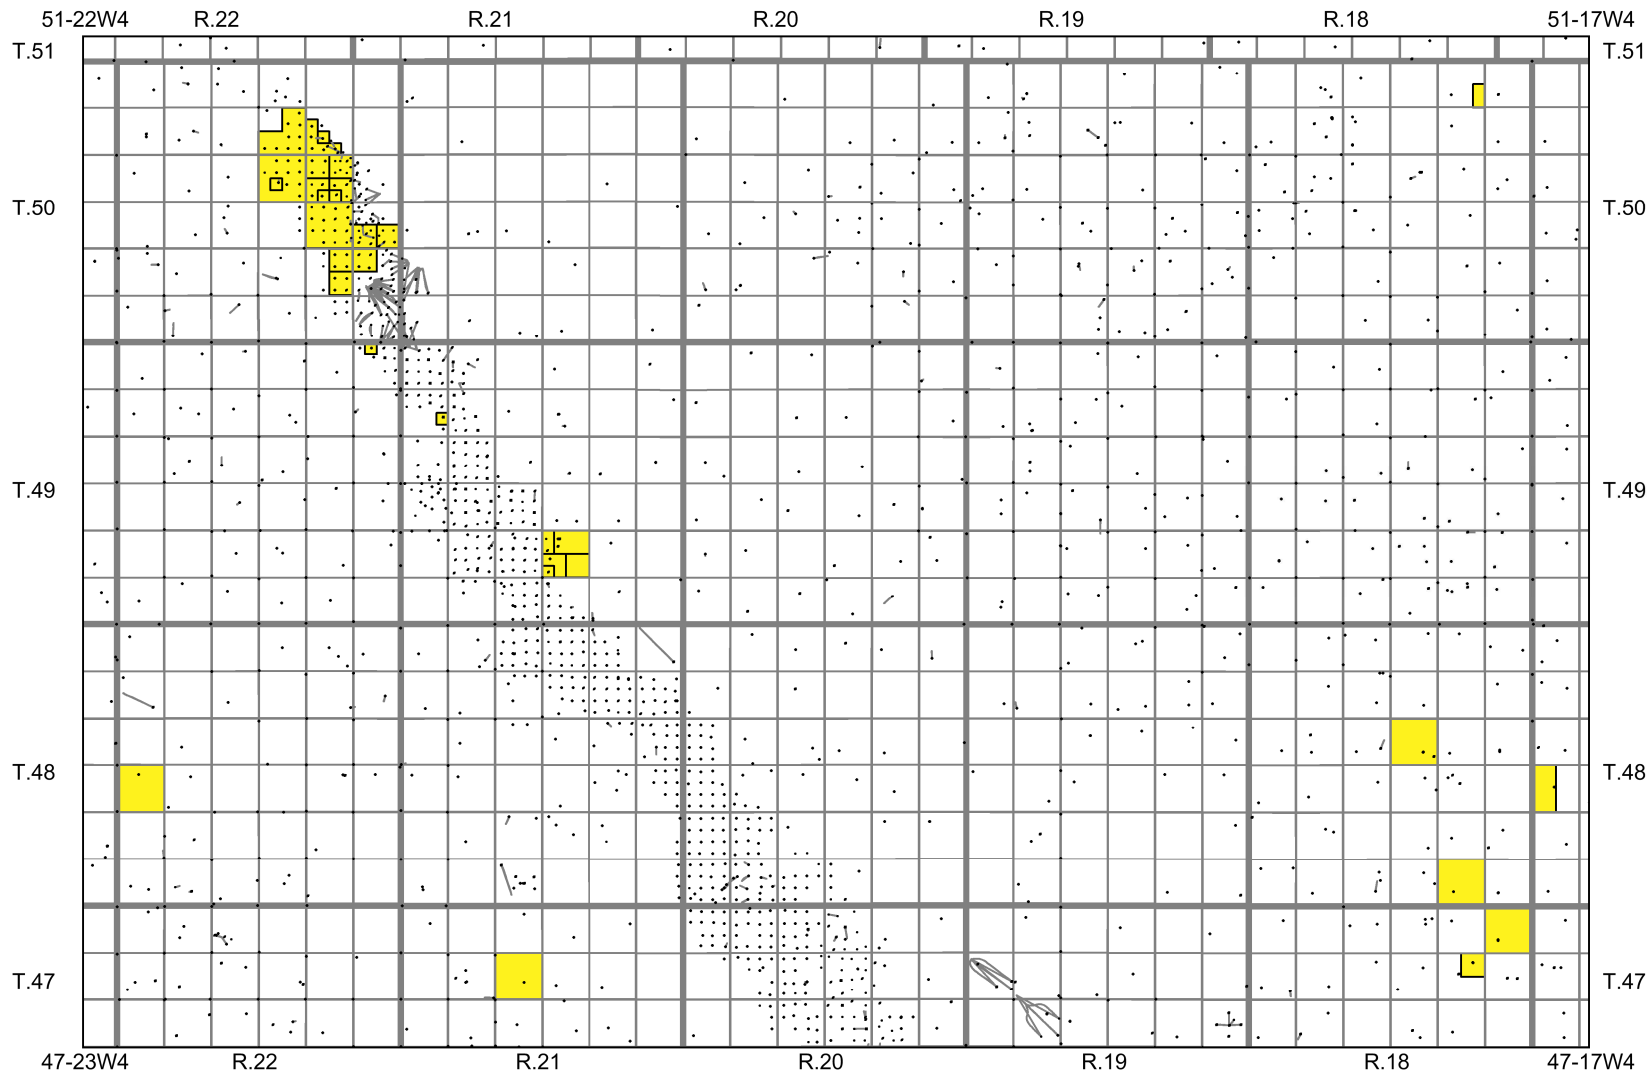 51-22W4 R.22 R.21 R.20 R.19 R.18 51-17W4
T.51 T.51
T.50 T.50
T.49 T.49
T.48 T.48
T.47 T.47
47-23W4 R.22 R.21 R.20 R.19 R.18 47-17W4